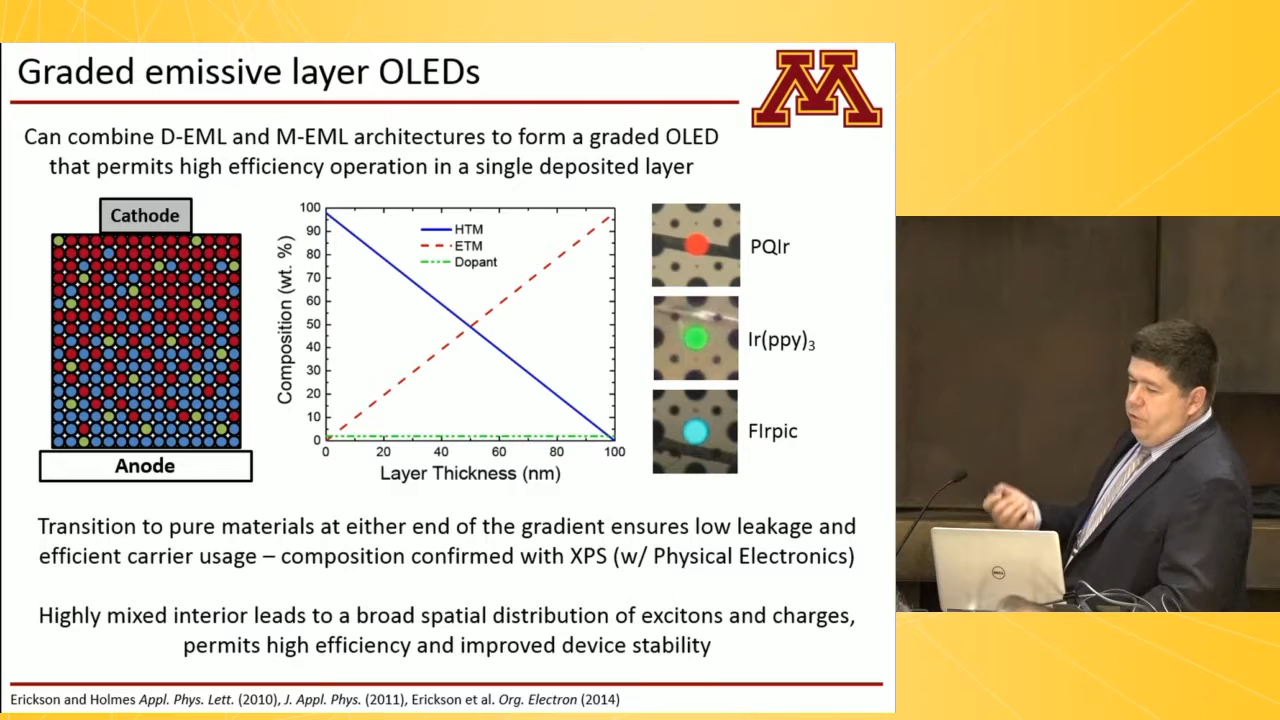 Graded emissive layer OLEDs
M
Can combine D-EML and M-EML architectures to form a graded OLED
that permits high efficiency operation in a single deposited layer
Cathode
Anode
Composition (wt. %)
100
90
80
70
60
50
40
30
20
10
0
HTM
ETM
Dopant
0 20 40 60 80 100
Layer Thickness (nm)
PQIr
Ir(ppy)₃
FIrpic
Transition to pure materials at either end of the gradient ensures low leakage and
efficient carrier usage – composition confirmed with XPS (w/ Physical Electronics)
Highly mixed interior leads to a broad spatial distribution of excitons and charges,
permits high efficiency and improved device stability
Erickson and Holmes Appl. Phys. Lett. (2010), J. Appl. Phys. (2011), Erickson et al. Org. Electron (2014)
DELL